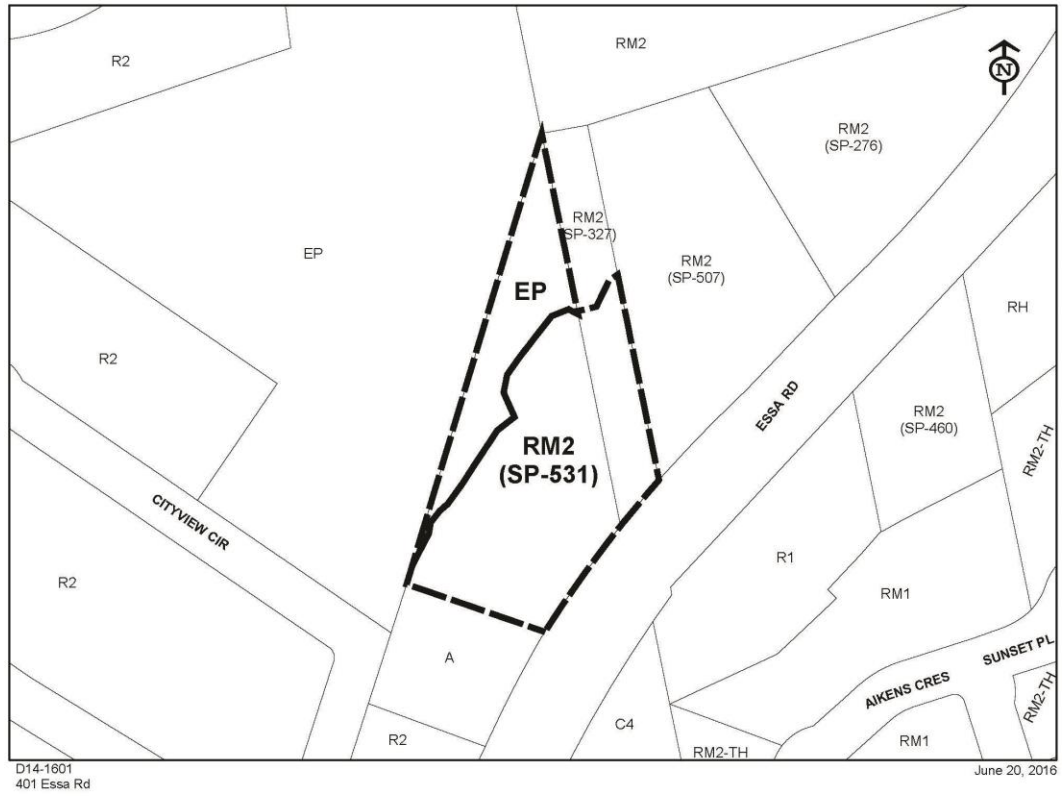 RM2
R2
N
RM2
(SP-276)
RM2
(SP-327)
EP
RM2
(SP-507)
EP
RH
R2
ESSA RD
RM2
(SP-460)
RM2-TH
RM2
(SP-531)
CITYVIEW CIR
R1
R2
RM1
SUNSET PL
A
AIKENS CRES
RM2-TH
C4
R2
RM2-TH
RM1
D14-1601
401 Essa Rd
June 20, 2016